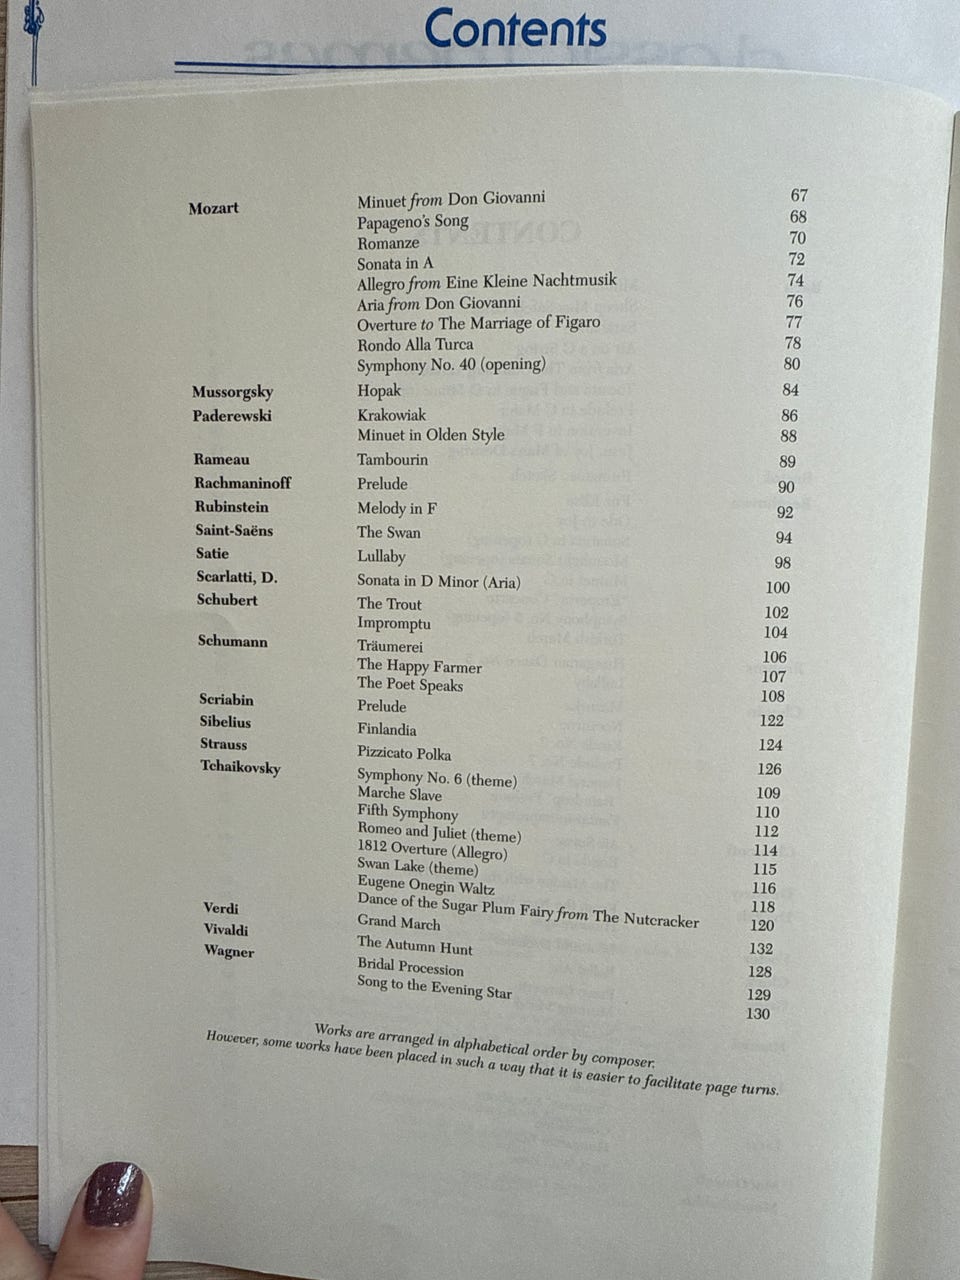 Contents
Mozart Minuet from Don Giovanni 67
Papageno's Song 68
Romanze 70
Sonata in A 72
Allegro from Eine Kleine Nachtmusik 74
Aria from Don Giovanni 76
Overture to The Marriage of Figaro 77
Rondo Alla Turca 78
Symphony No. 40 (opening) 80
Mussorgsky Hopak 84
Paderewski Krakowiak 86
Minuet in Olden Style 88
Rameau Tambourin 89
Rachmaninoff Prelude 90
Rubinstein Melody in F 92
Saint-Saëns The Swan 94
Satie Lullaby 98
Scarlatti, D. Sonata in D Minor (Aria) 100
Schubert The Trout 102
Impromptu 104
Schumann Träumerei 106
The Happy Farmer 107
The Poet Speaks 108
Scriabin Prelude 122
Sibelius Finlandia 124
Strauss Pizzicato Polka 126
Tchaikovsky Symphony No. 6 (theme) 109
Marche Slave 110
Fifth Symphony 112
Romeo and Juliet (theme) 114
1812 Overture (Allegro) 115
Swan Lake (theme) 116
Eugene Onegin Waltz 118
Dance of the Sugar Plum Fairy from The Nutcracker 120
Verdi Grand March 132
Vivaldi The Autumn Hunt 128
Wagner Bridal Procession 129
Song to the Evening Star 130
Works are arranged in alphabetical order by composer.
However, some works have been placed in such a way that it is easier to facilitate page turns.